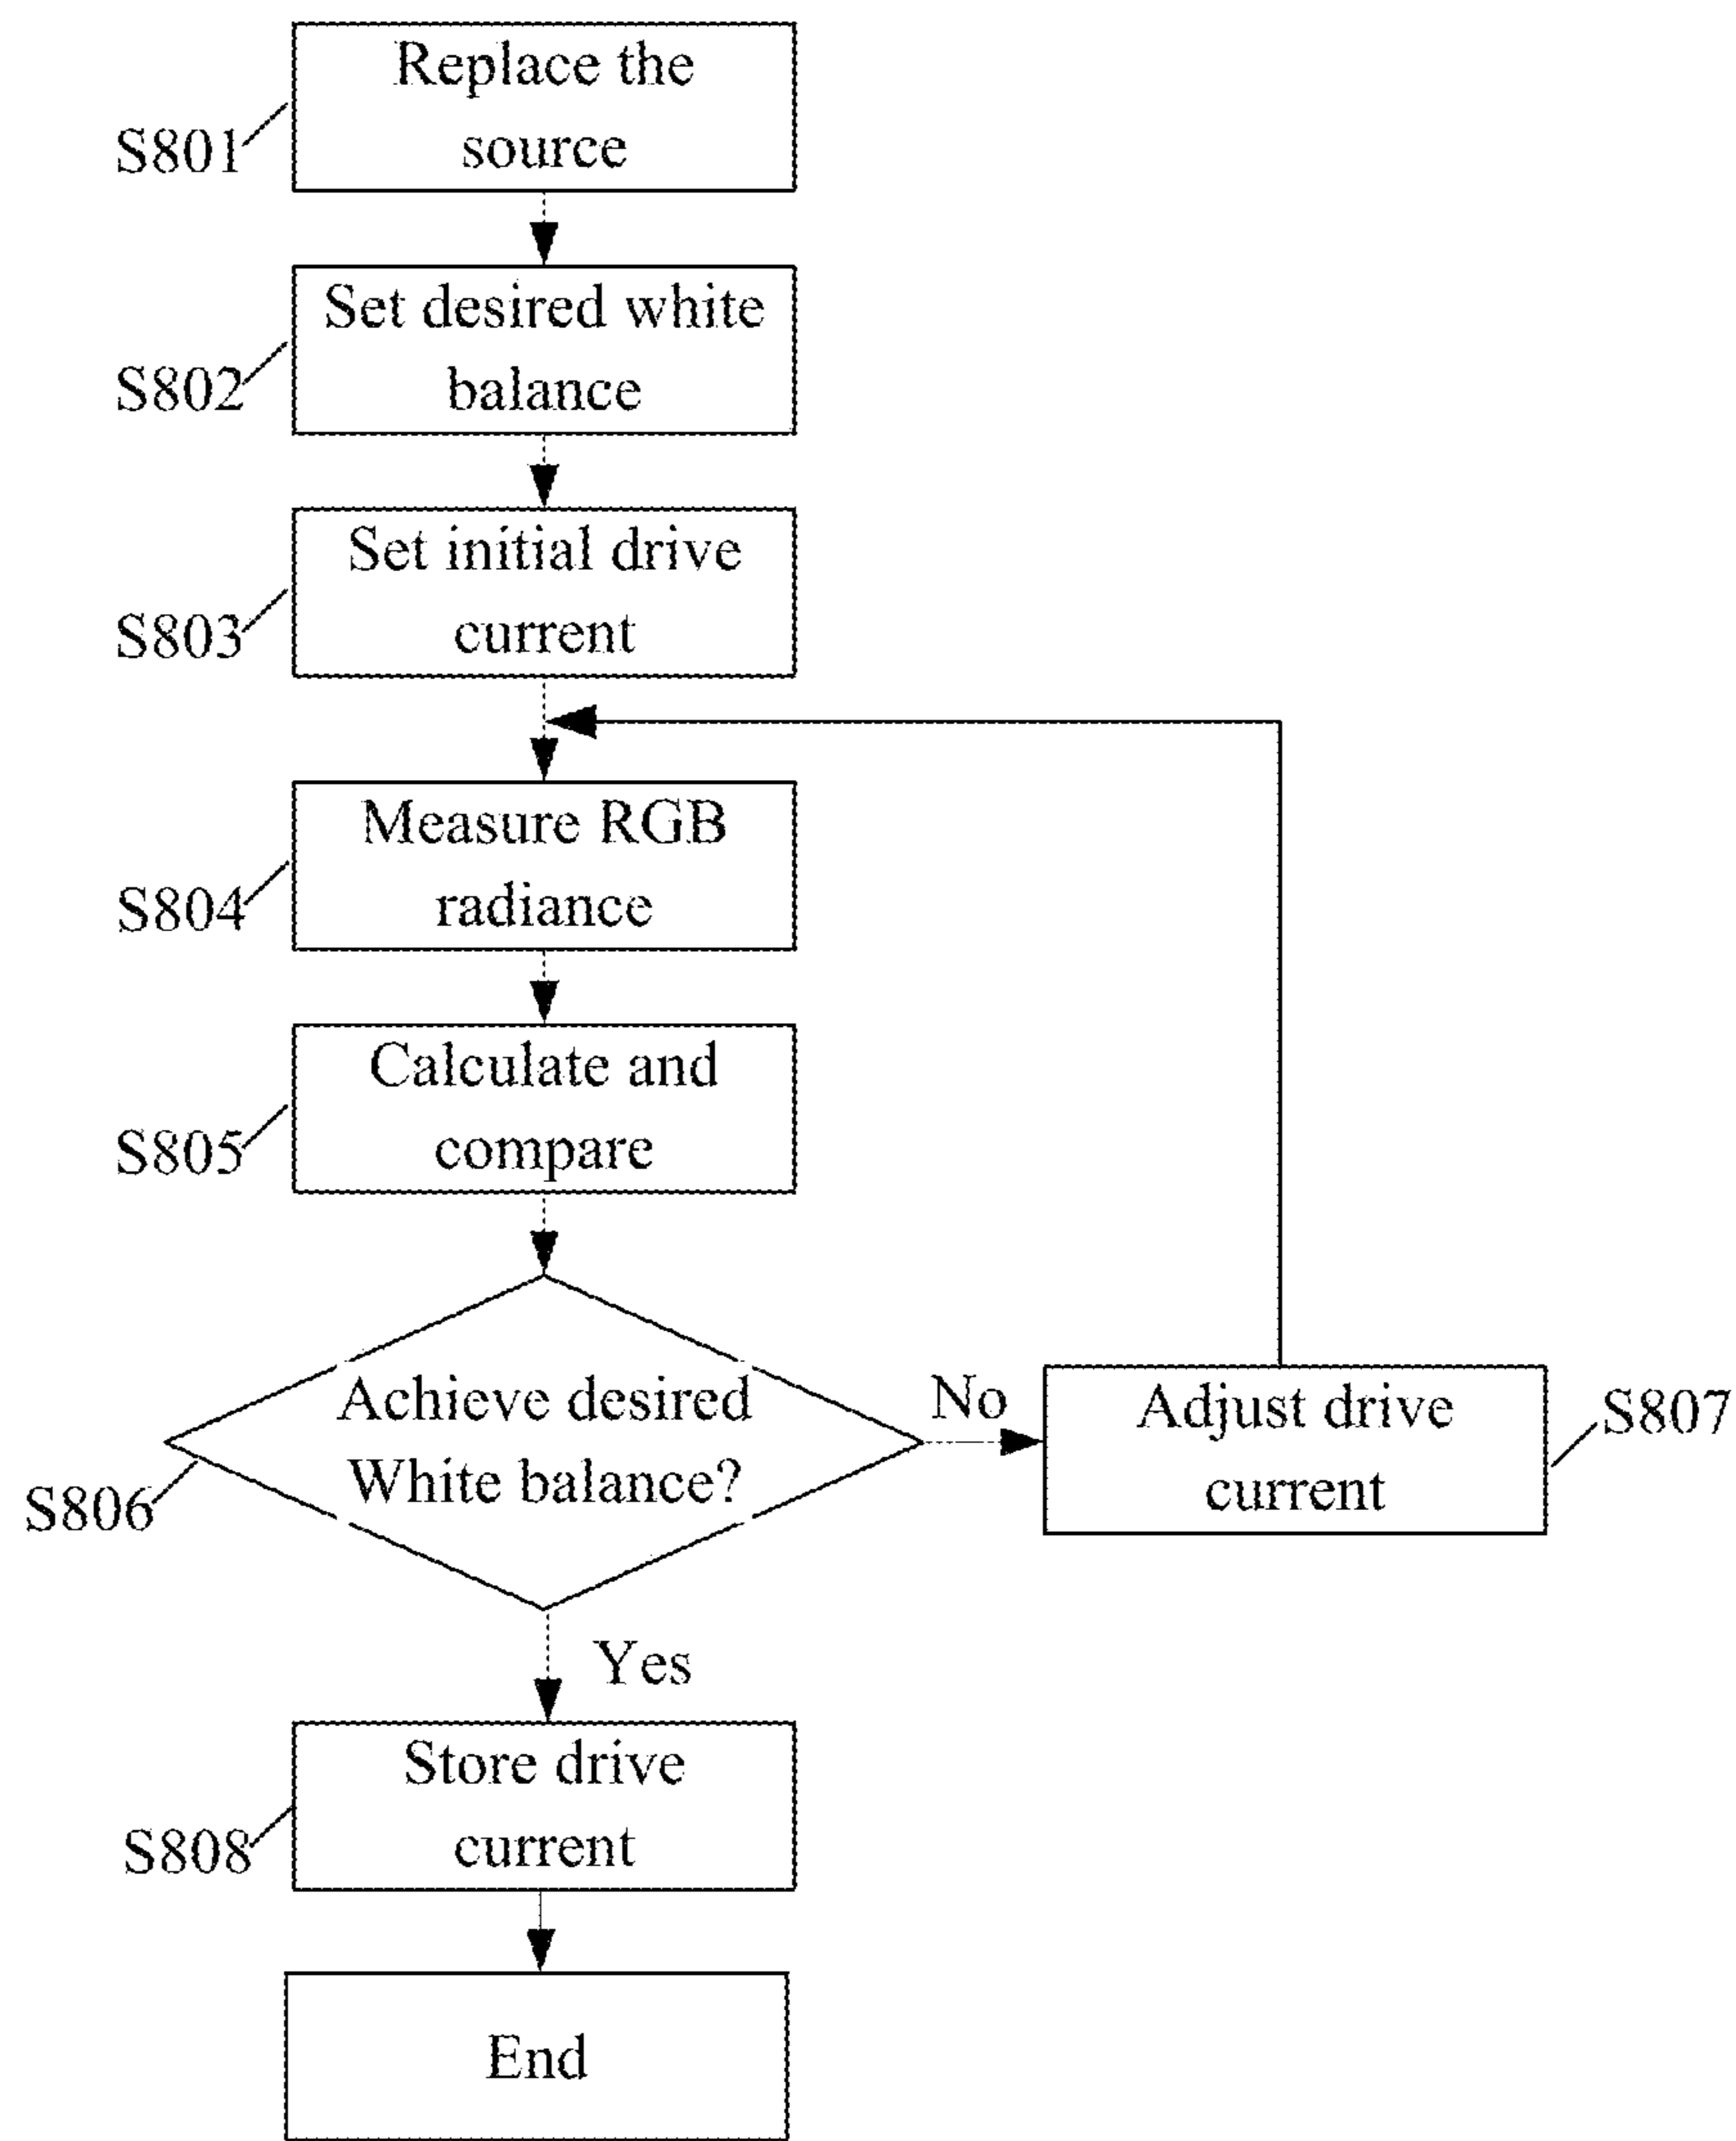 Replace the
source
S801
Set desired white
balance
S802
Set initial drive
current
S803
Measure RGB
radiance
S804
Calculate and
compare
S805
Achieve desired
White balance?
S806
No
Adjust drive
current
S807
Yes
Store drive
current
S808
End